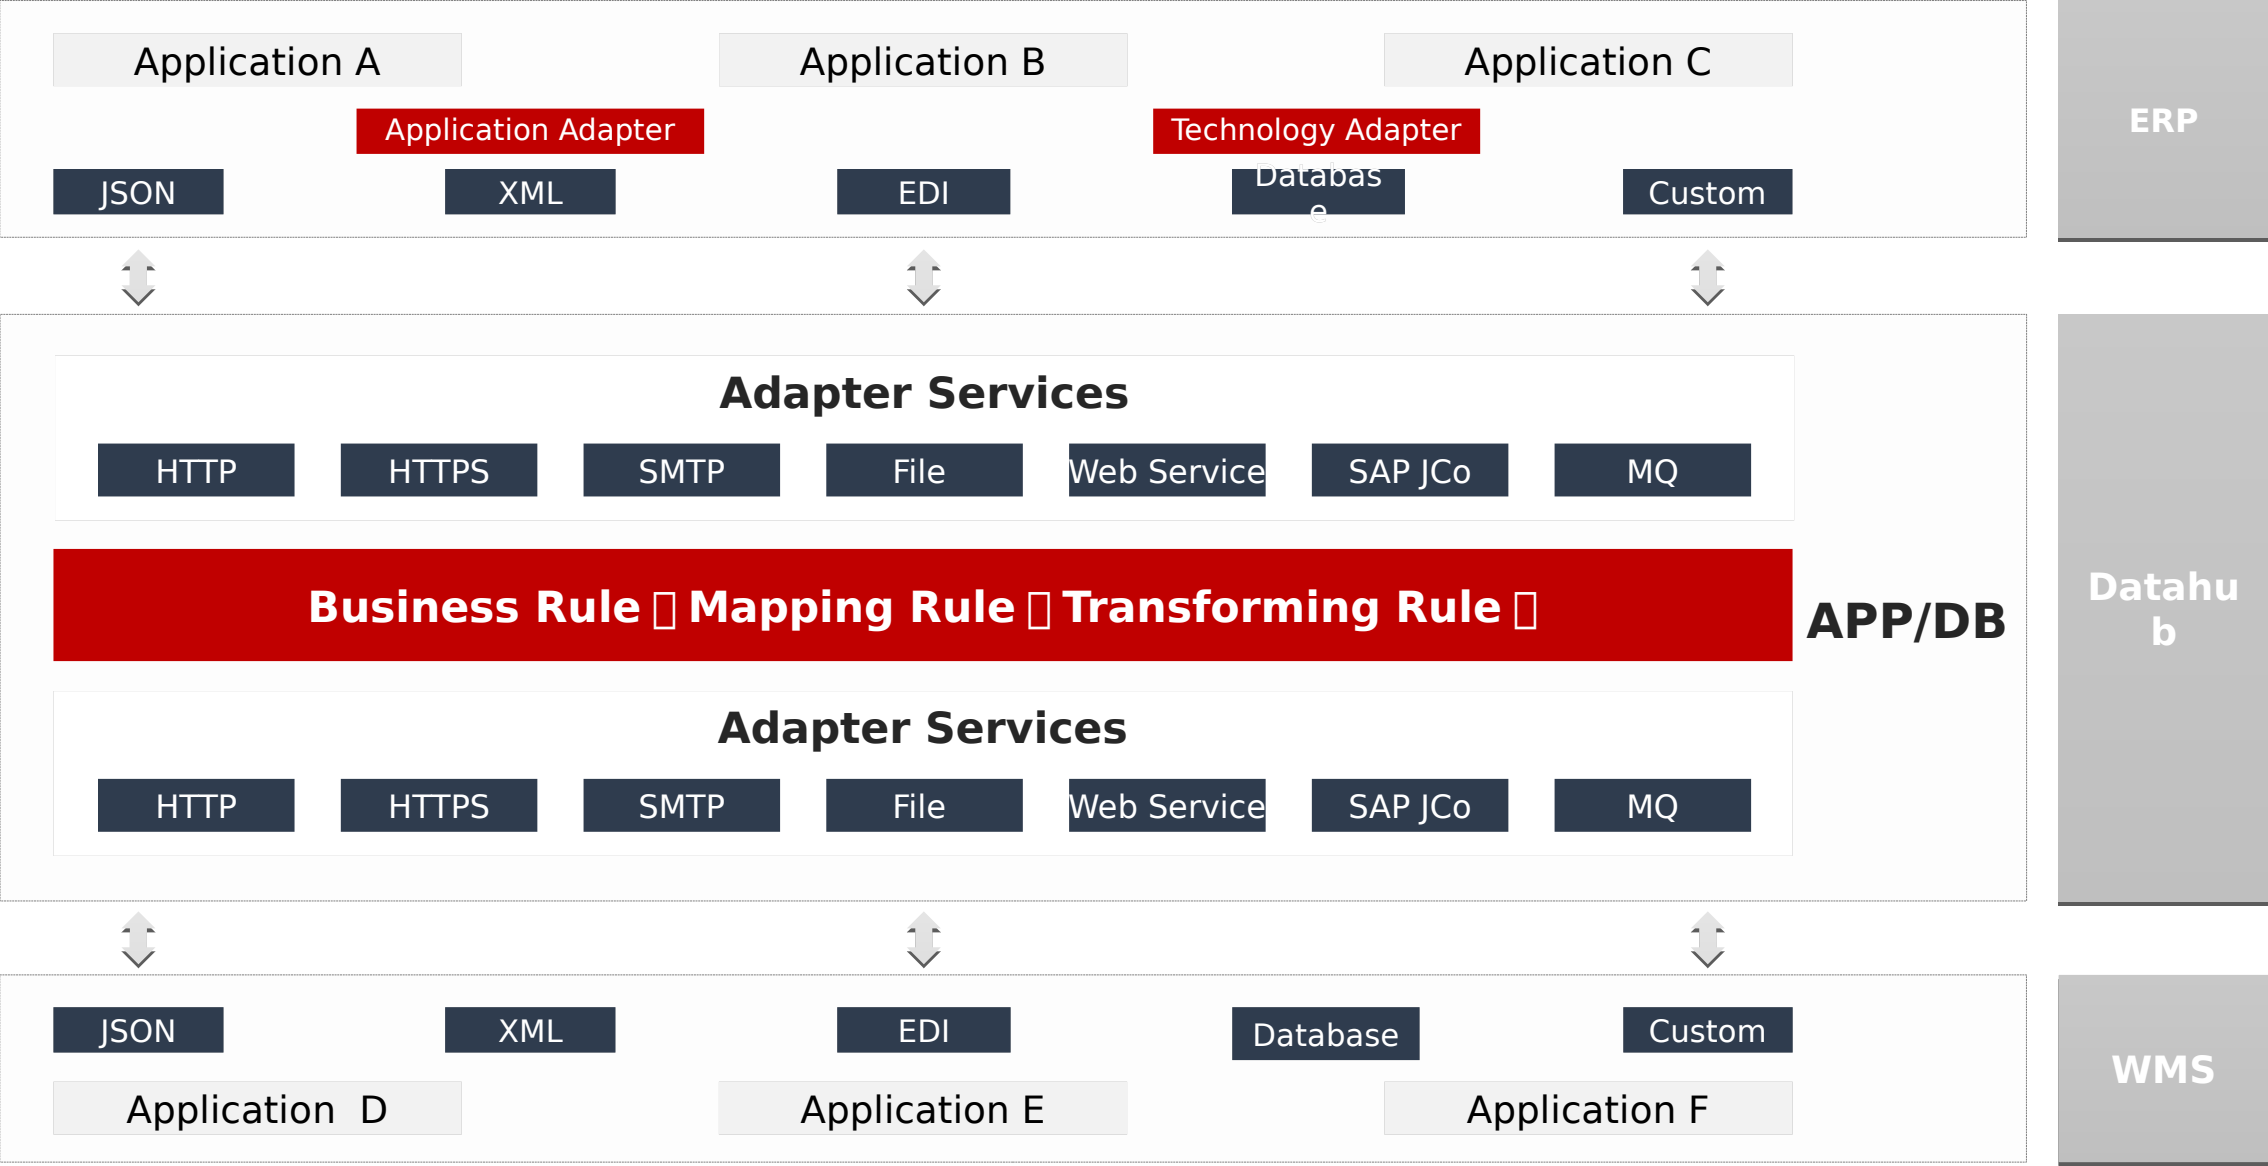 Application A
Application B
Application C
Application Adapter
Technology Adapter
ERP
JSON
XML
EDI
Databas
e
Custom
Adapter Services
HTTP
HTTPS
SMTP
File
Web Service
SAP JCo
MQ
Business Rule Mapping Rule Transforming Rule
APP/DB
Datahu
b
Adapter Services
HTTP
HTTPS
SMTP
File
Web Service
SAP JCo
MQ
JSON
XML
EDI
Database
Custom
WMS
Application D
Application E
Application F